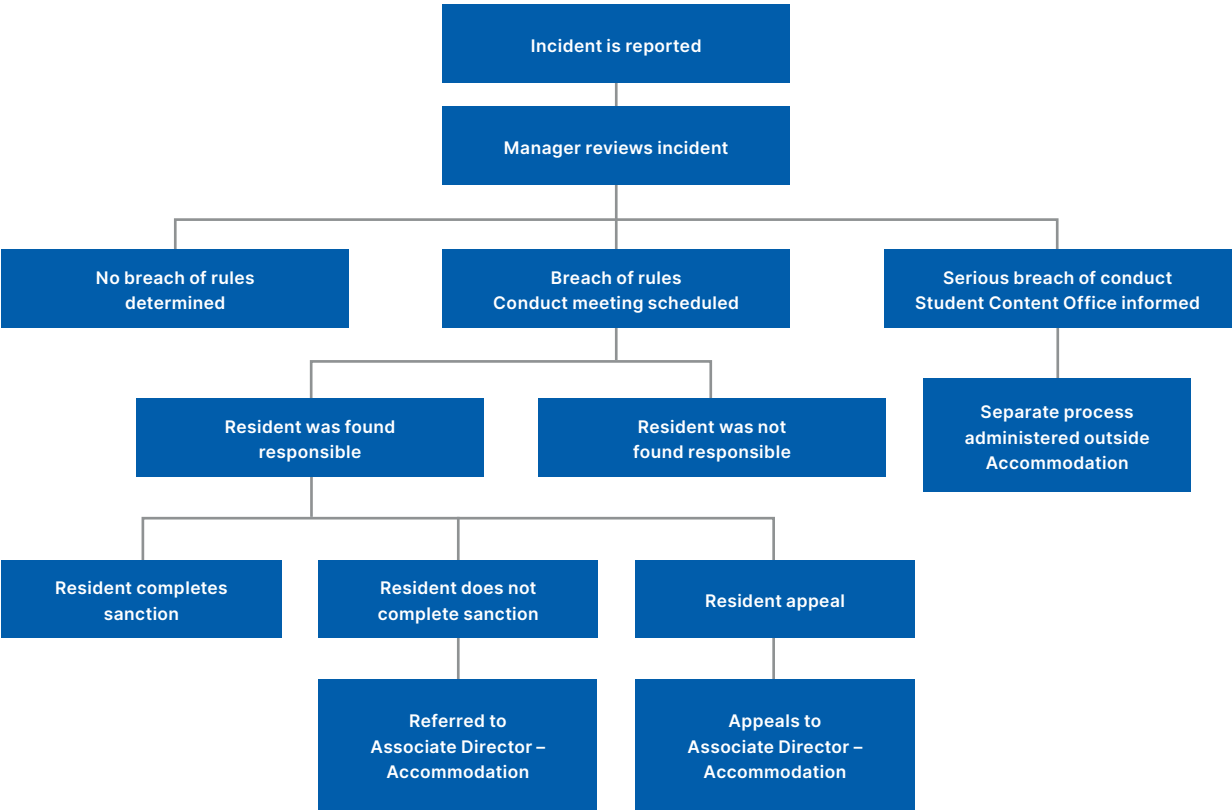 Incident is reported
Manager reviews incident
No breach of rules
determined
Breach of rules
Conduct meeting scheduled
Serious breach of conduct
Student Content Office informed
Resident was found
responsible
Resident was not
found responsible
Separate process
administered outside
Accommodation
Resident completes
sanction
Resident does not
complete sanction
Resident appeal
Referred to
Associate Director –
Accommodation
Appeals to
Associate Director –
Accommodation